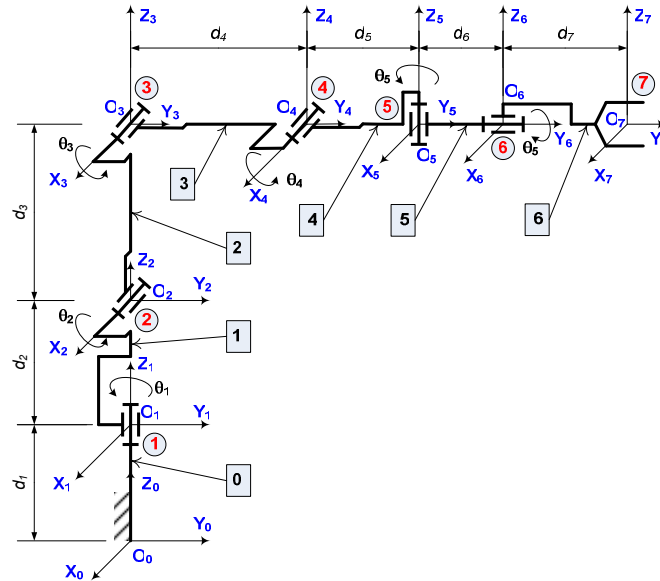 Z₃ Z₄ Z₅ Z₆ Z₇
d₄ d₅ d₆ d₇
3 4 θ₅ 7
O₃ Y₃ O₄ Y₄ 5 Y₅ O₆ O₇ Y
θ₃ O₅ 6 θ₅ Y₆
X₃ θ₄ X₄ X₅ X₆ X₇
3 4 5 6
d₃ 2
Z₂
O₂ Y₂
θ₂ 2
X₂ 1
d₂ Z₁
θ₁
O₁ Y₁
1
X₁ 0
d₁ Z₀
Y₀
X₀ O₀